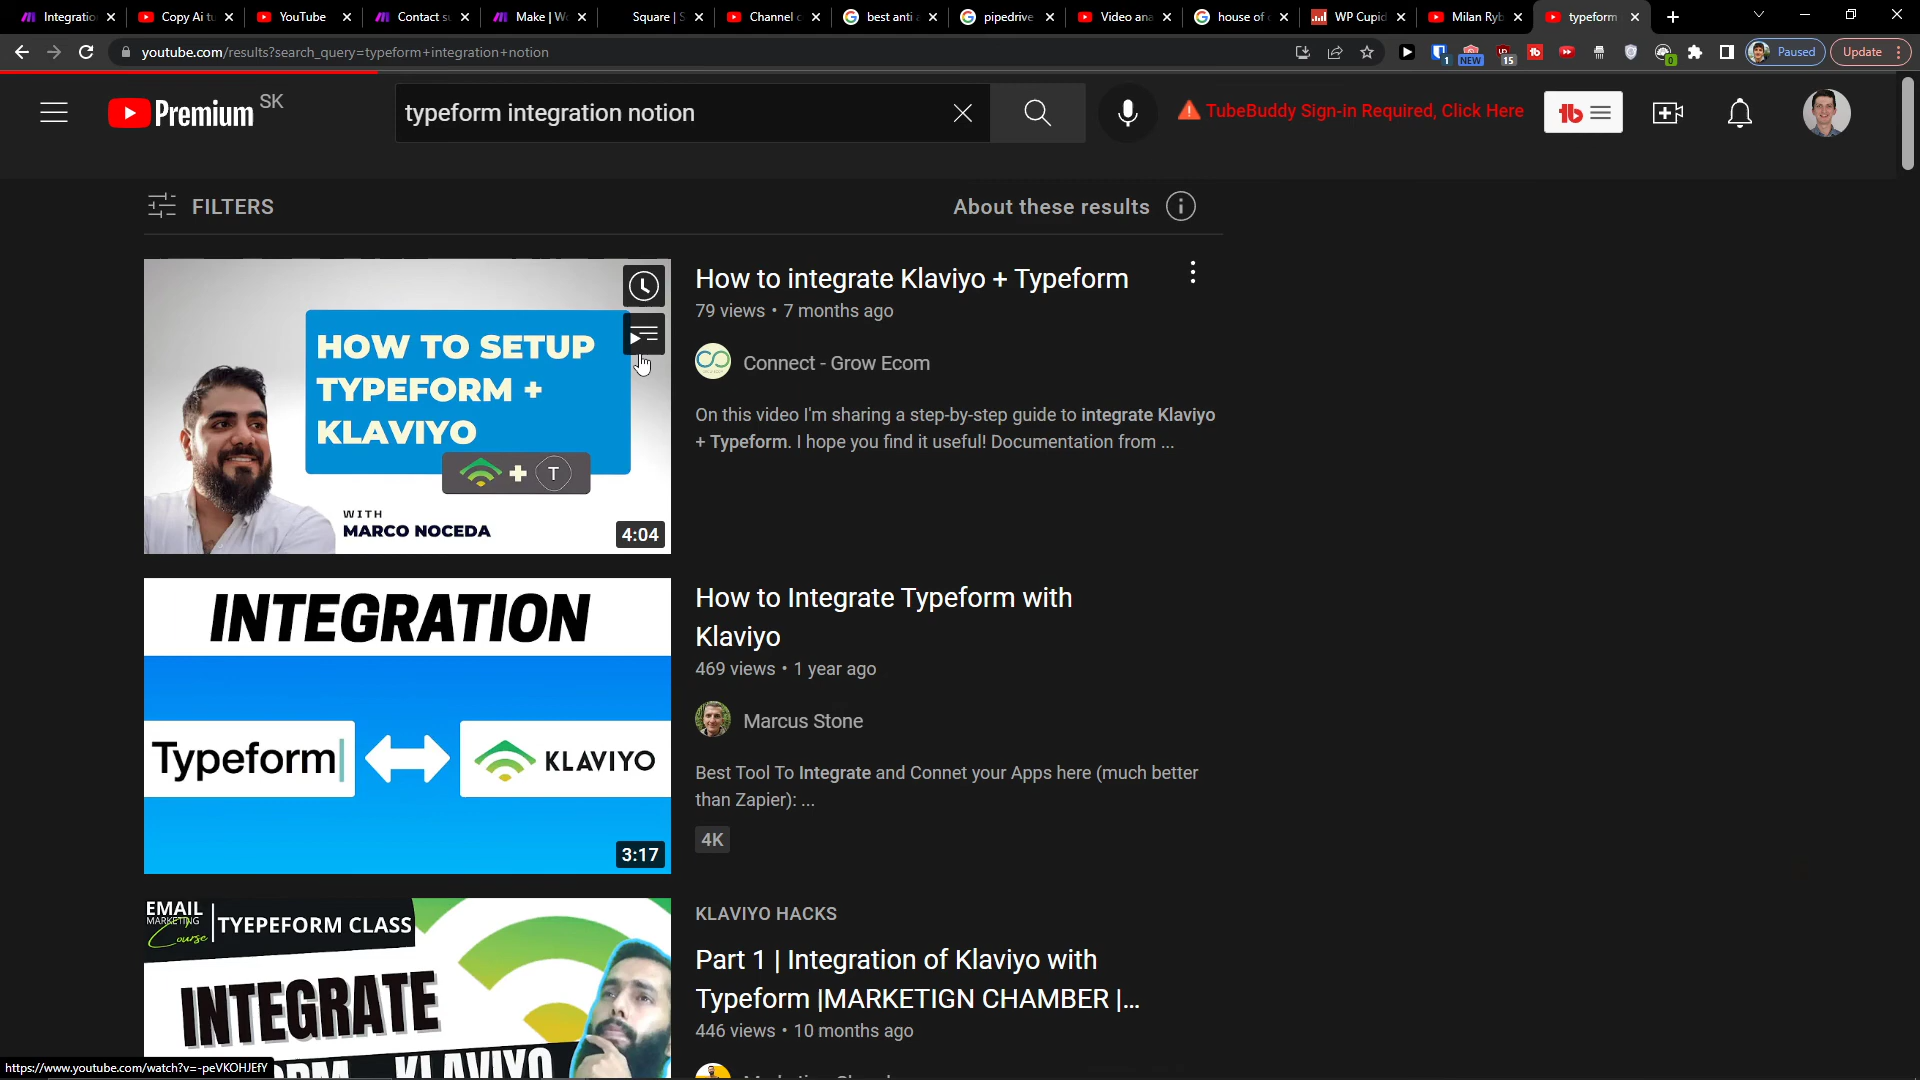 Integratio
Copy Ai tu
YouTube
Contact su
Make | Wo
Square | S
Channel c
best anti a
pipedrive
Video ana
house of d
WP Cupid
Milan Ryb
typeform
youtube.com/results?search_query=typeform+integration+notion
1
NEW
15
0
Paused
Update
Premium SK
typeform integration notion
TubeBuddy Sign-in Required, Click Here
FILTERS
About these results
HOW TO SETUP
TYPEFORM +
KLAVIYO
+ T
WITH
MARCO NOCEDA
4:04
How to integrate Klaviyo + Typeform
79 views • 7 months ago
Connect - Grow Ecom
On this video I'm sharing a step-by-step guide to integrate Klaviyo
+ Typeform. I hope you find it useful! Documentation from ...
INTEGRATION
Typeform
KLAVIYO
3:17
How to Integrate Typeform with
Klaviyo
469 views • 1 year ago
Marcus Stone
Best Tool To Integrate and Connet your Apps here (much better
than Zapier): ...
4K
EMAIL
MARKETING
Course
TYEPEFORM CLASS
INTEGRATE
KLAVIYO HACKS
Part 1 | Integration of Klaviyo with
Typeform |MARKETIGN CHAMBER |...
446 views • 10 months ago
https://www.youtube.com/watch?v=-peVKOHJEfY